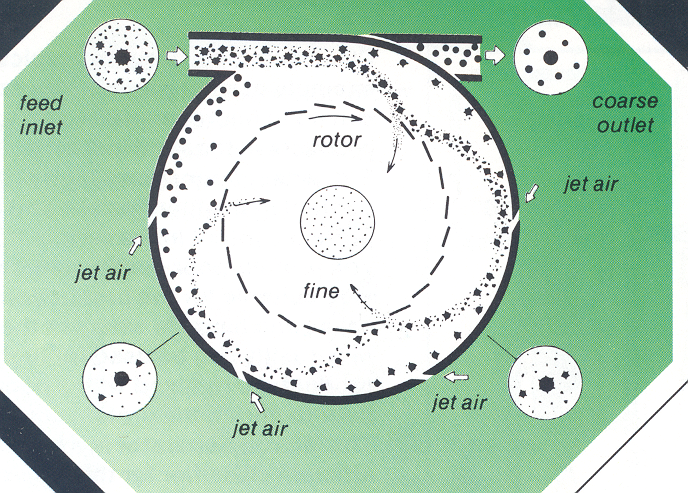 feed
inlet
coarse
outlet
rotor
jet air
jet air
fine
jet air
jet air